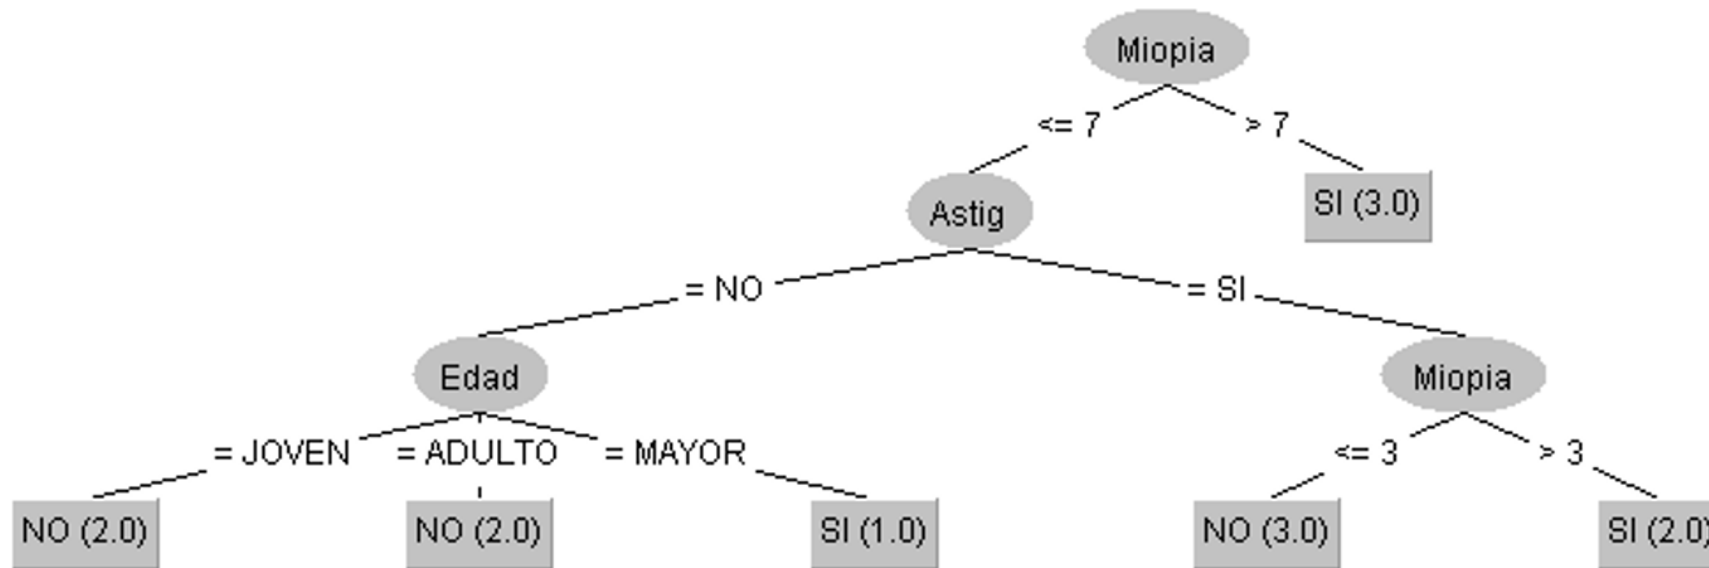 Miopia
<= 7
> 7
Astig
SI (3.0)
= NO
= SI
Edad
Miopia
= JOVEN
= ADULTO
= MAYOR
<= 3
> 3
NO (2.0)
NO (2.0)
SI (1.0)
NO (3.0)
SI (2.0)